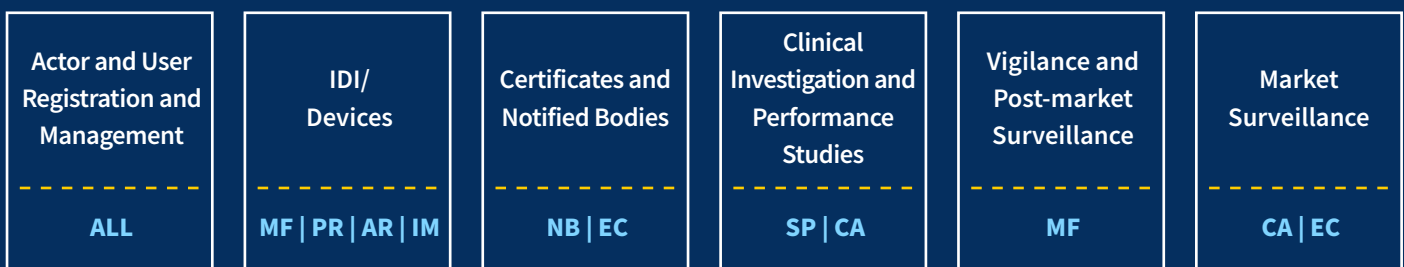 Actor and User
Registration and
Management
ALL
IDI/
Devices
MF | PR | AR | IM
Certificates and
Notified Bodies
NB | EC
Clinical
Investigation and
Performance
Studies
SP | CA
Vigilance and
Post-market
Surveillance
MF
Market
Surveillance
CA | EC